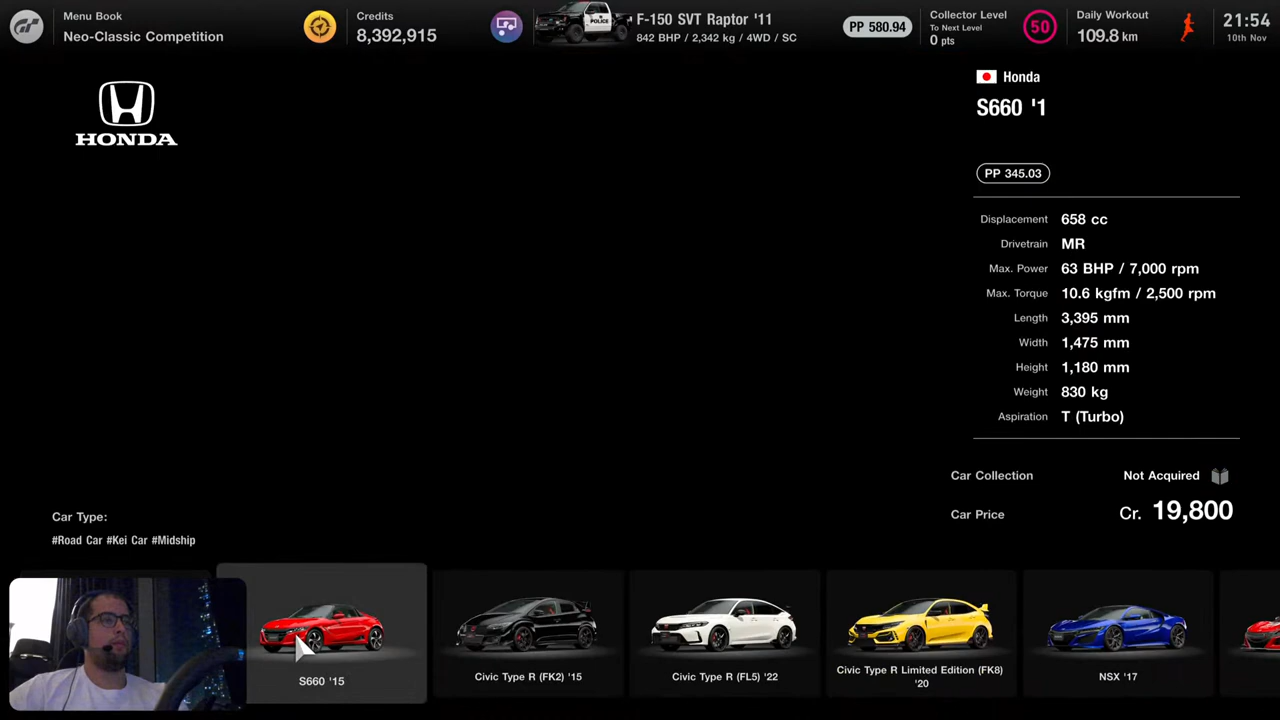 Menu Book
Neo-Classic Competition
Credits
8,392,915
F-150 SVT Raptor '11
842 BHP / 2,342 kg / 4WD / SC
PP 580.94
Collector Level
To Next Level
0 pts
50
Daily Workout
109.8 km
21:54
10th Nov
HONDA
Honda
S660 '1
PP 345.03
Displacement 658 cc
Drivetrain MR
Max. Power 63 BHP / 7,000 rpm
Max. Torque 10.6 kgfm / 2,500 rpm
Length 3,395 mm
Width 1,475 mm
Height 1,180 mm
Weight 830 kg
Aspiration T (Turbo)
Car Collection Not Acquired
Car Price Cr. 19,800
Car Type:
#Road Car #Kei Car #Midship
S660 '15
Civic Type R (FK2) '15
Civic Type R (FL5) '22
Civic Type R Limited Edition (FK8)
'20
NSX '17